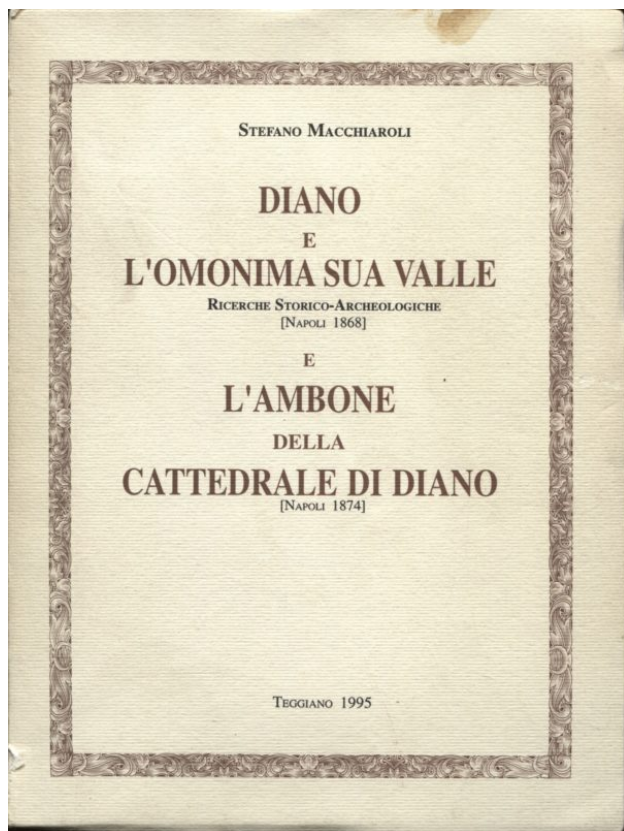 STEFANO MACCHIAROLI
DIANO
E
L'OMONIMA SUA VALLE
RICERCHE STORICO-ARCHEOLOGICHE
[NAPOLI 1868]
E
L'AMBONE
DELLA
CATTEDRALE DI DIANO
[NAPOLI 1874]
TEGGIANO 1995